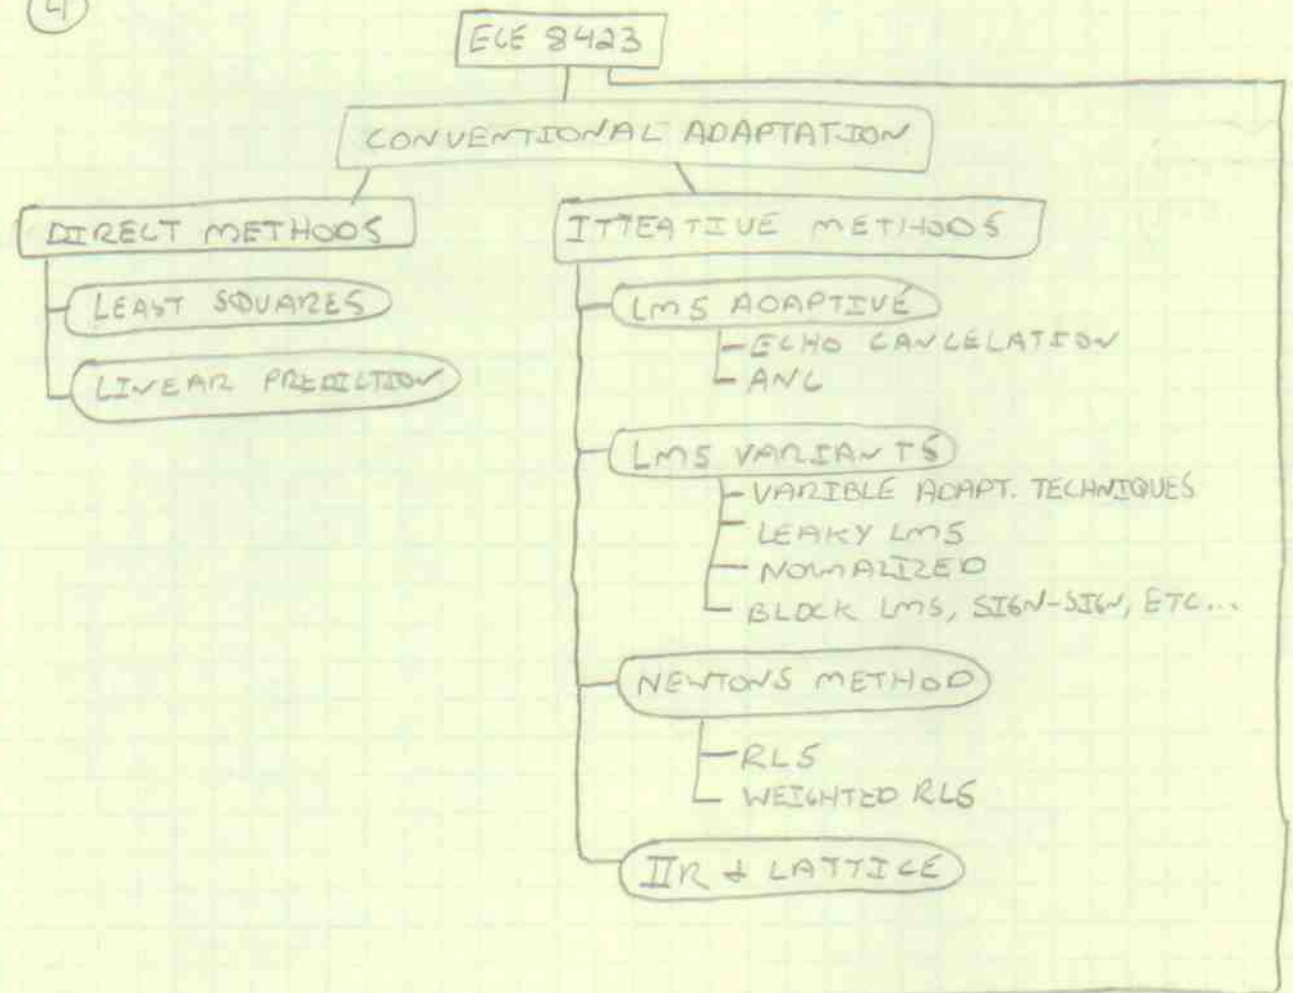 4
ECE 8423
CONVENTIONAL ADAPTATION
DIRECT METHODS
ITTEATIVE METHODS
LEAST SQUARES
LINEAR PREDICTION
LMS ADAPTIVE
ECHO CANCELATION
ANC
LMS VARIANTS
VARIBLE ADAPT. TECHNIQUES
LEAKY LMS
NORMALIZED
BLOCK LMS, SIGN-SIGN, ETC...
NEWTONS METHOD
RLS
WEIGHTED RLS
IIR & LATTICE